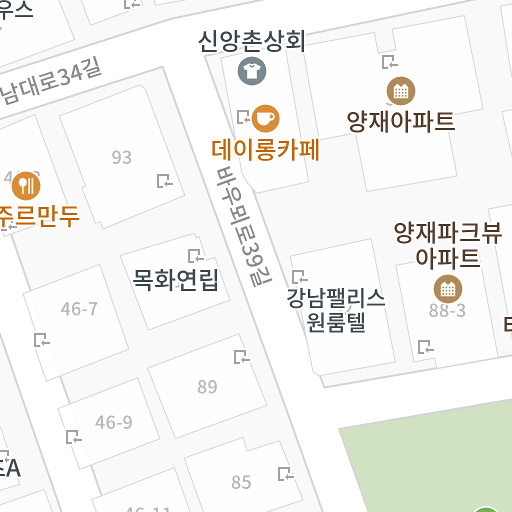 우스
신앙촌상회
남대로34길
양재아파트
93
데이롱카페
주르만두
바우뫼로39길
양재파크뷰
아파트
목화연립
강남팰리스
원룸텔
46-7
88-3
89
46-9
85
46-11